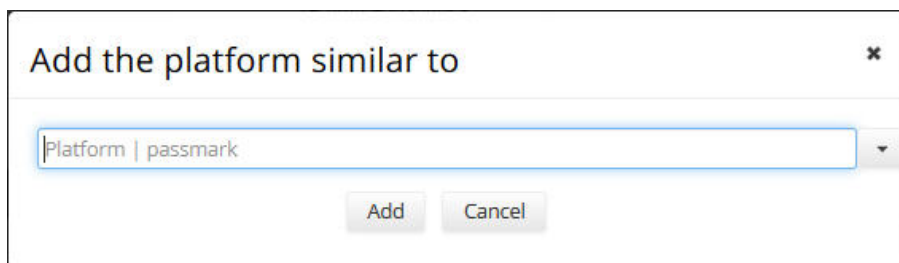 Add the platform similar to
Platform | passmark
Add
Cancel